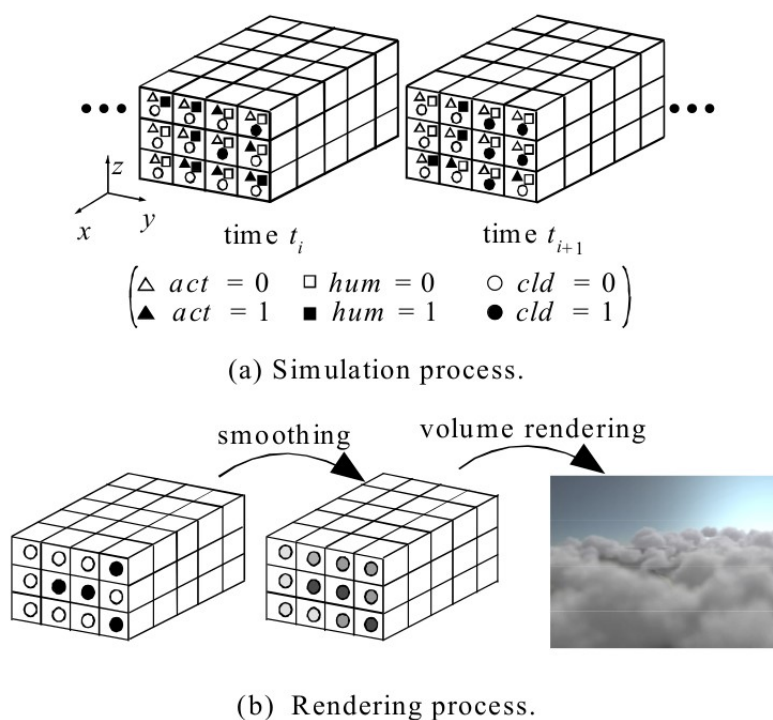 z
x
y
time t_i
time t_{i+1}
act = 0 hum = 0 cld = 0
act = 1 hum = 1 cld = 1
(a) Simulation process.
smoothing
volume rendering
(b) Rendering process.